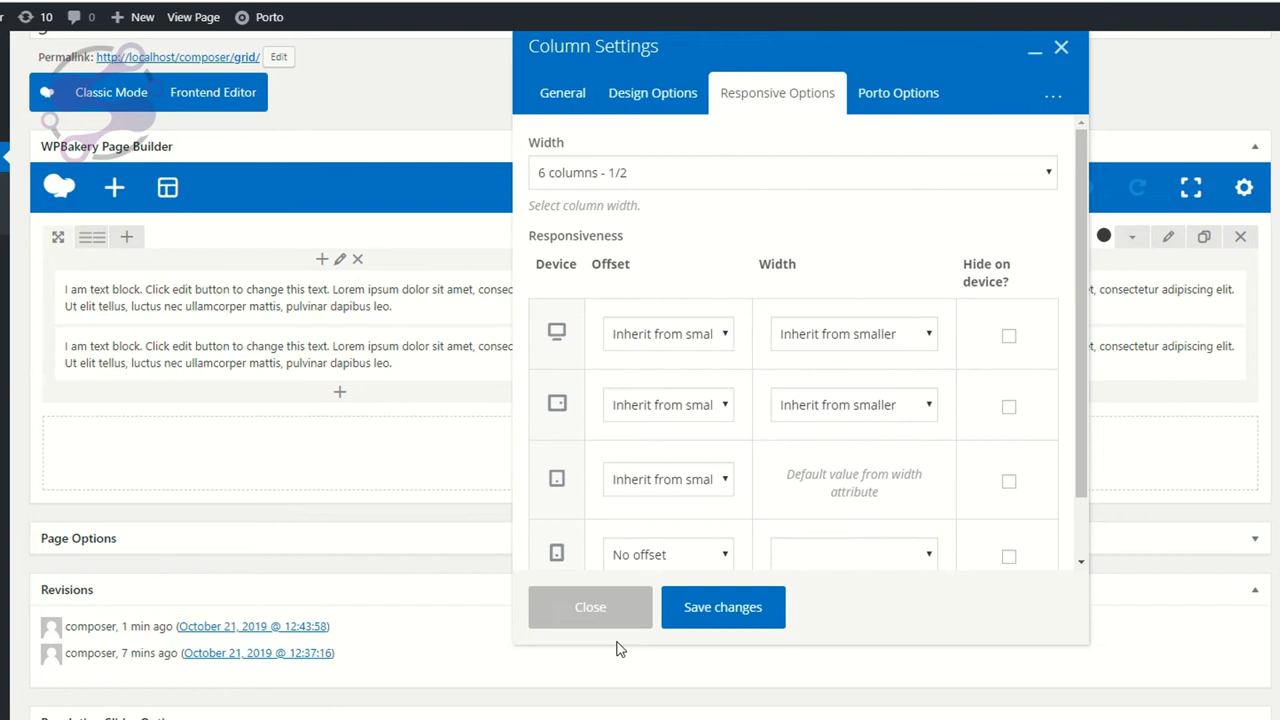 10 0 New View Page Porto
Permalink: http://localhost/composer/grid/ Edit
Classic Mode Frontend Editor
WPBakery Page Builder
I am text block. Click edit button to change this text. Lorem ipsum dolor sit amet, consec
Ut elit tellus, luctus nec ullamcorper mattis, pulvinar dapibus leo.
I am text block. Click edit button to change this text. Lorem ipsum dolor sit amet, consec
Ut elit tellus, luctus nec ullamcorper mattis, pulvinar dapibus leo.
Page Options
Revisions
composer, 1 min ago (October 21, 2019 @ 12:43:58)
composer, 7 mins ago (October 21, 2019 @ 12:37:16)
Column Settings
General Design Options Responsive Options Porto Options ...
Width
6 columns - 1/2
Select column width.
Responsiveness
Device Offset Width Hide on
device?
Inherit from smal Inherit from smaller
Inherit from smal Inherit from smaller
Inherit from smal Default value from width
attribute
No offset
Close Save changes
, consectetur adipiscing elit.
, consectetur adipiscing elit.